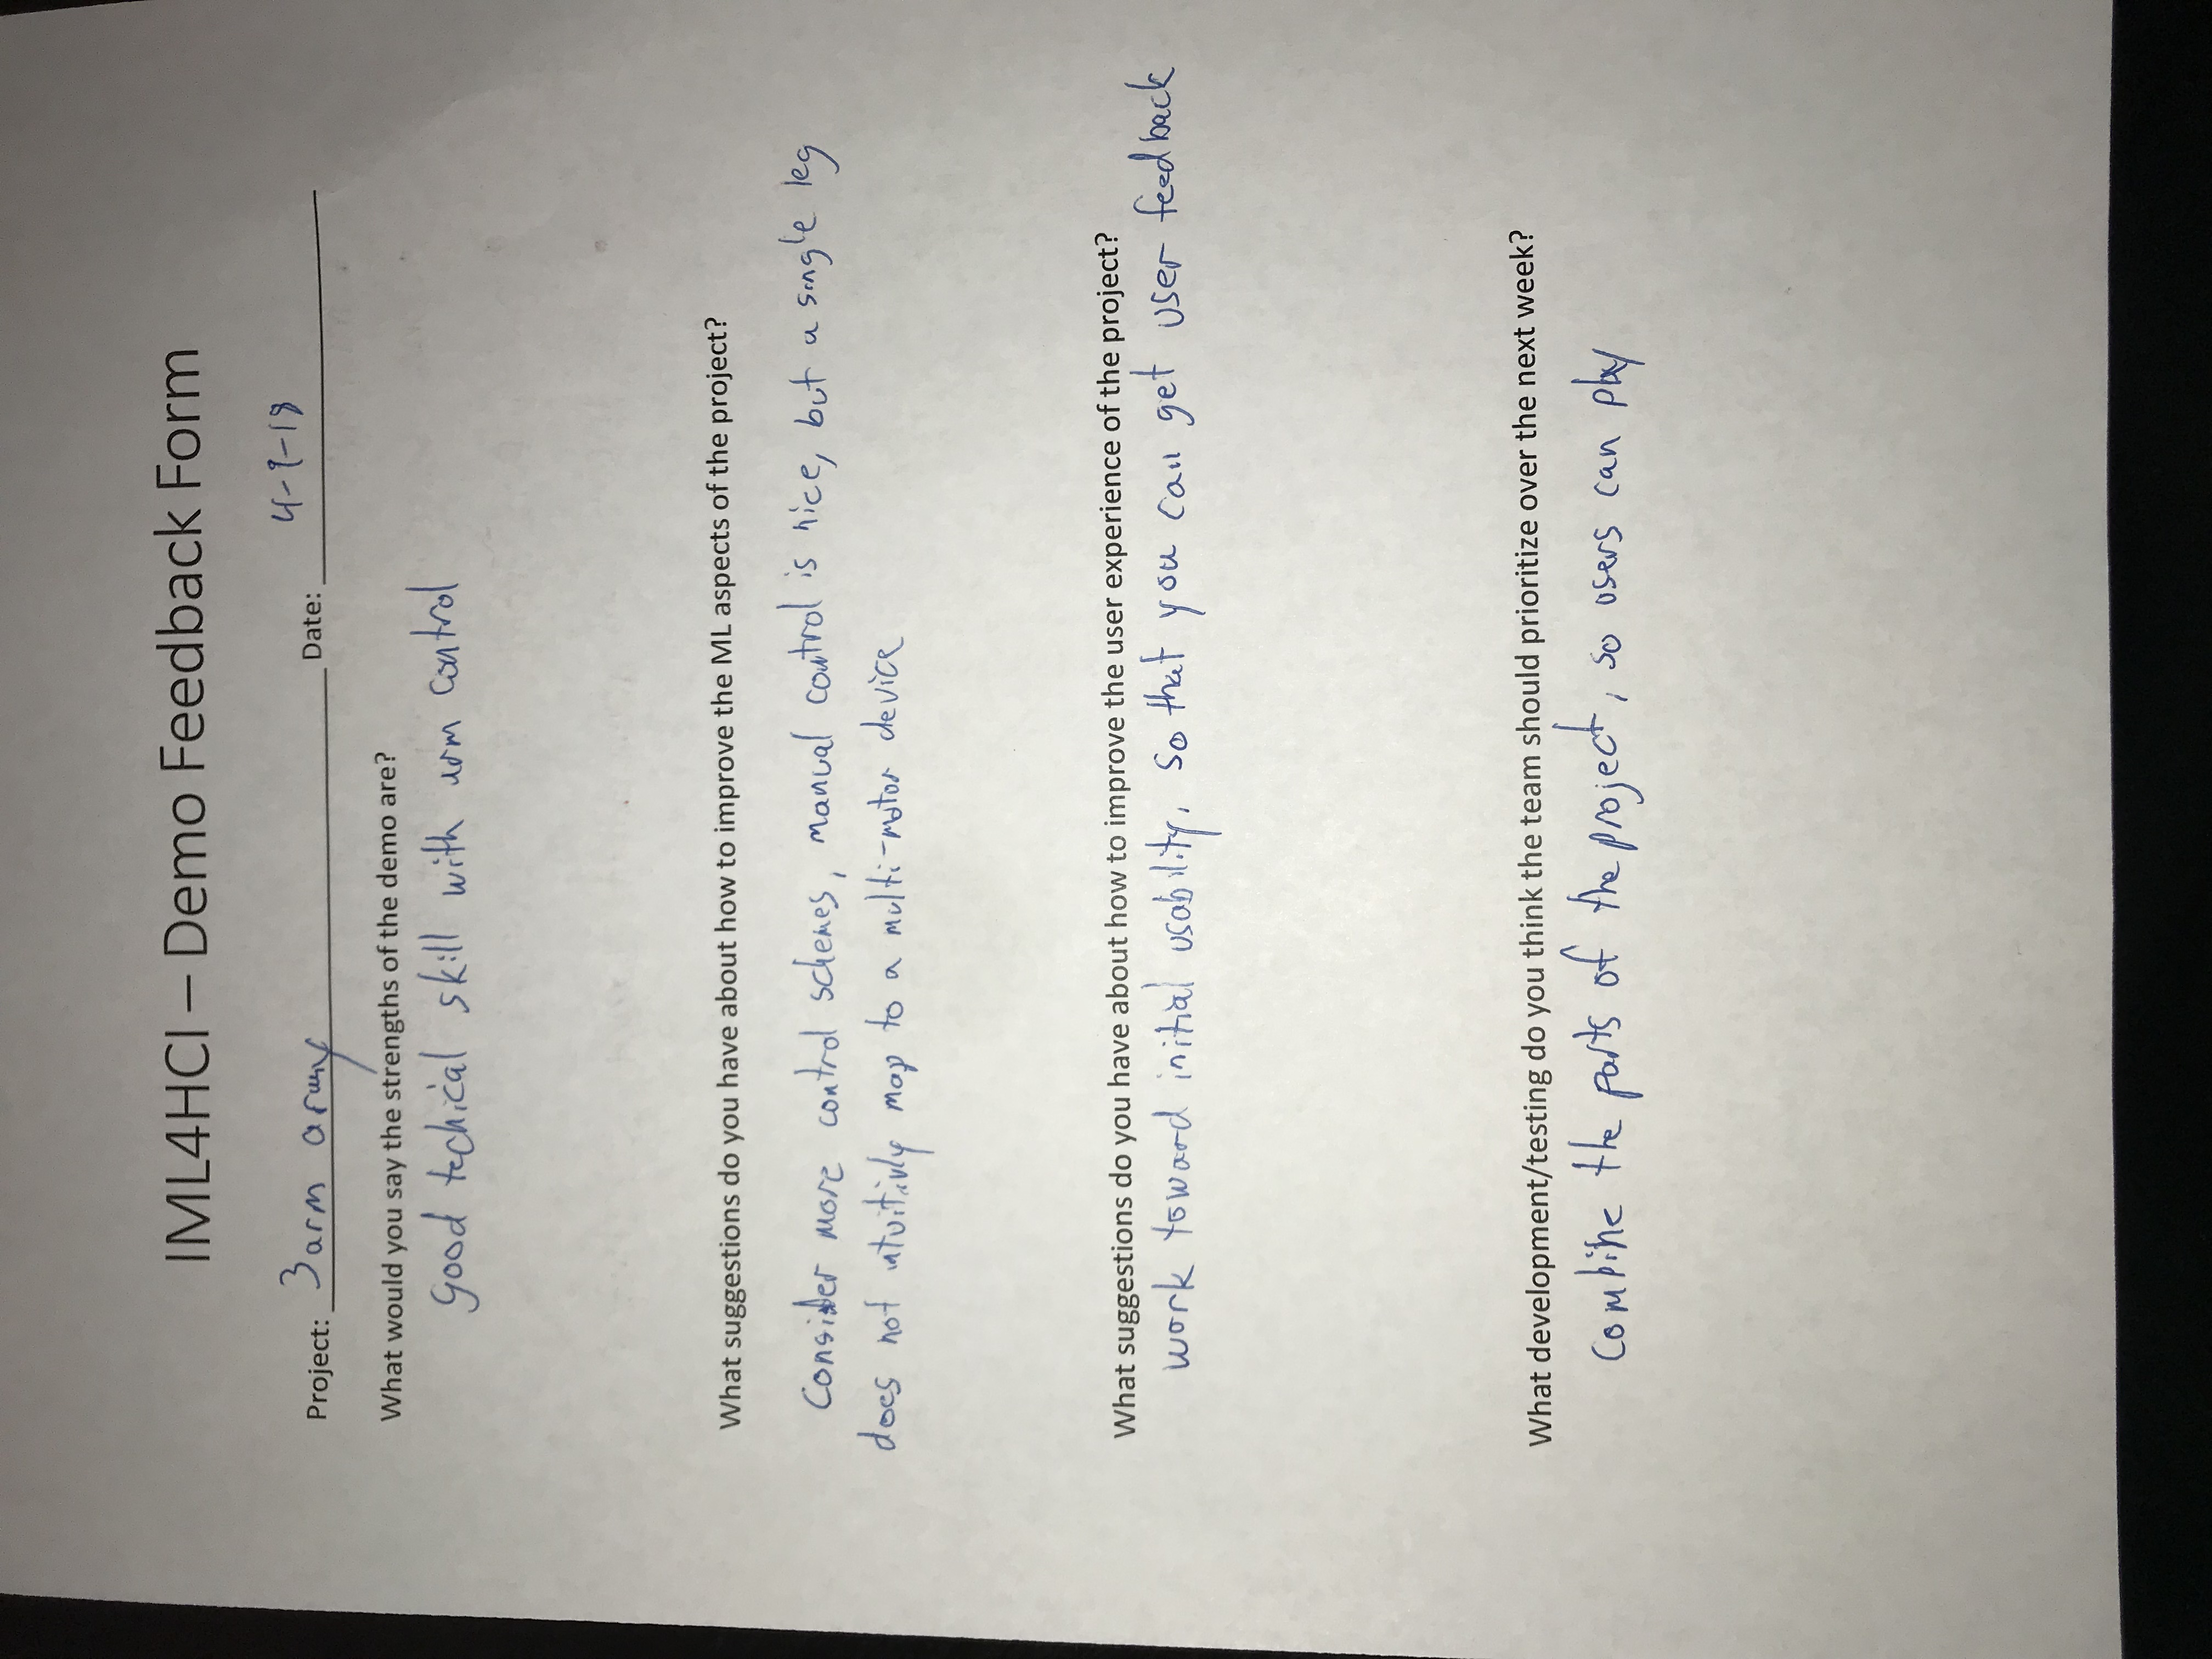 IML4HCI – Demo Feedback Form
Project: 3 arm army Date: 4-9-18
What would you say the strengths of the demo are?
Good techical skill with arm control
What suggestions do you have about how to improve the ML aspects of the project?
Consider more control schemes, manual control is nice, but a single leg
does not intuitivly map to a multi-motor device
What suggestions do you have about how to improve the user experience of the project?
work toward initial usability, so that you can get user feedback
What development/testing do you think the team should prioritize over the next week?
Combine the parts of the project, so users can play